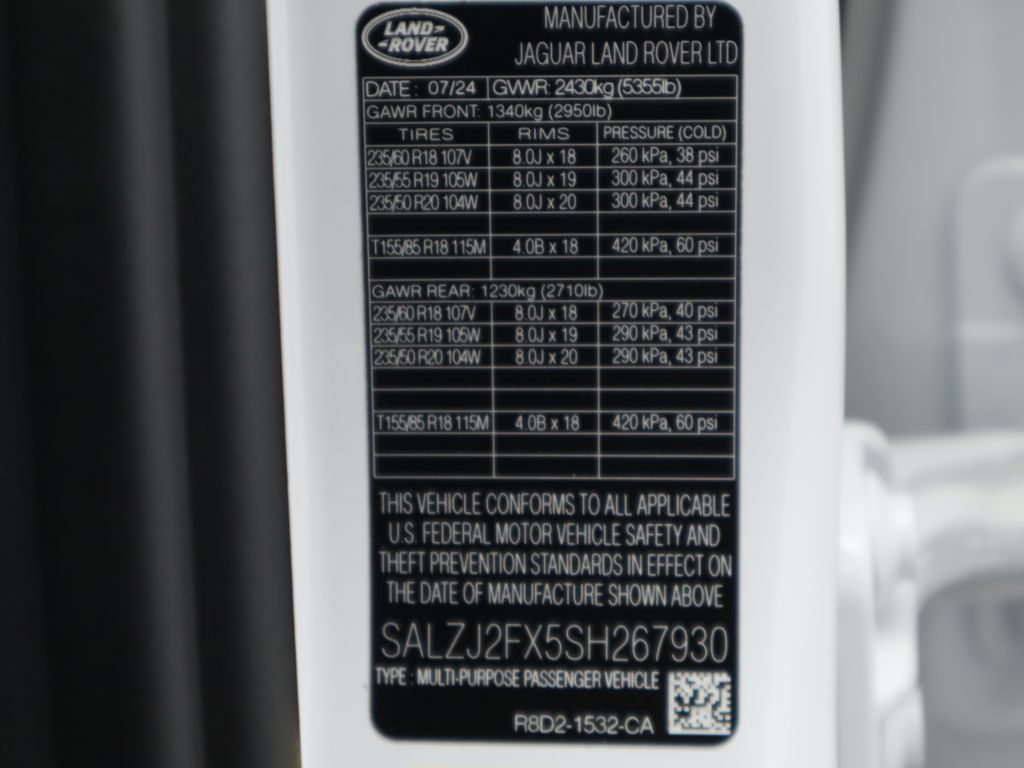 LAND ROVER
MANUFACTURED BY
JAGUAR LAND ROVER LTD
DATE : 07/24 GVWR: 2430kg (5355lb)
GAWR FRONT: 1340kg (2950lb)
TIRES RIMS PRESSURE (COLD)
235/60 R18 107V 8.0J x 18 260 kPa, 38 psi
235/55 R19 105W 8.0J x 19 300 kPa, 44 psi
235/50 R20 104W 8.0J x 20 300 kPa, 44 psi
T155/85 R18 115M 4.0B x 18 420 kPa, 60 psi
GAWR REAR: 1230kg (2710lb)
235/60 R18 107V 8.0J x 18 270 kPa, 40 psi
235/55 R19 105W 8.0J x 19 290 kPa, 43 psi
235/50 R20 104W 8.0J x 20 290 kPa, 43 psi
T155/85 R18 115M 4.0B x 18 420 kPa, 60 psi
THIS VEHICLE CONFORMS TO ALL APPLICABLE
U.S. FEDERAL MOTOR VEHICLE SAFETY AND
THEFT PREVENTION STANDARDS IN EFFECT ON
THE DATE OF MANUFACTURE SHOWN ABOVE
SALZJ2FX5SH267930
TYPE : MULTI-PURPOSE PASSENGER VEHICLE
R8D2-1532-CA